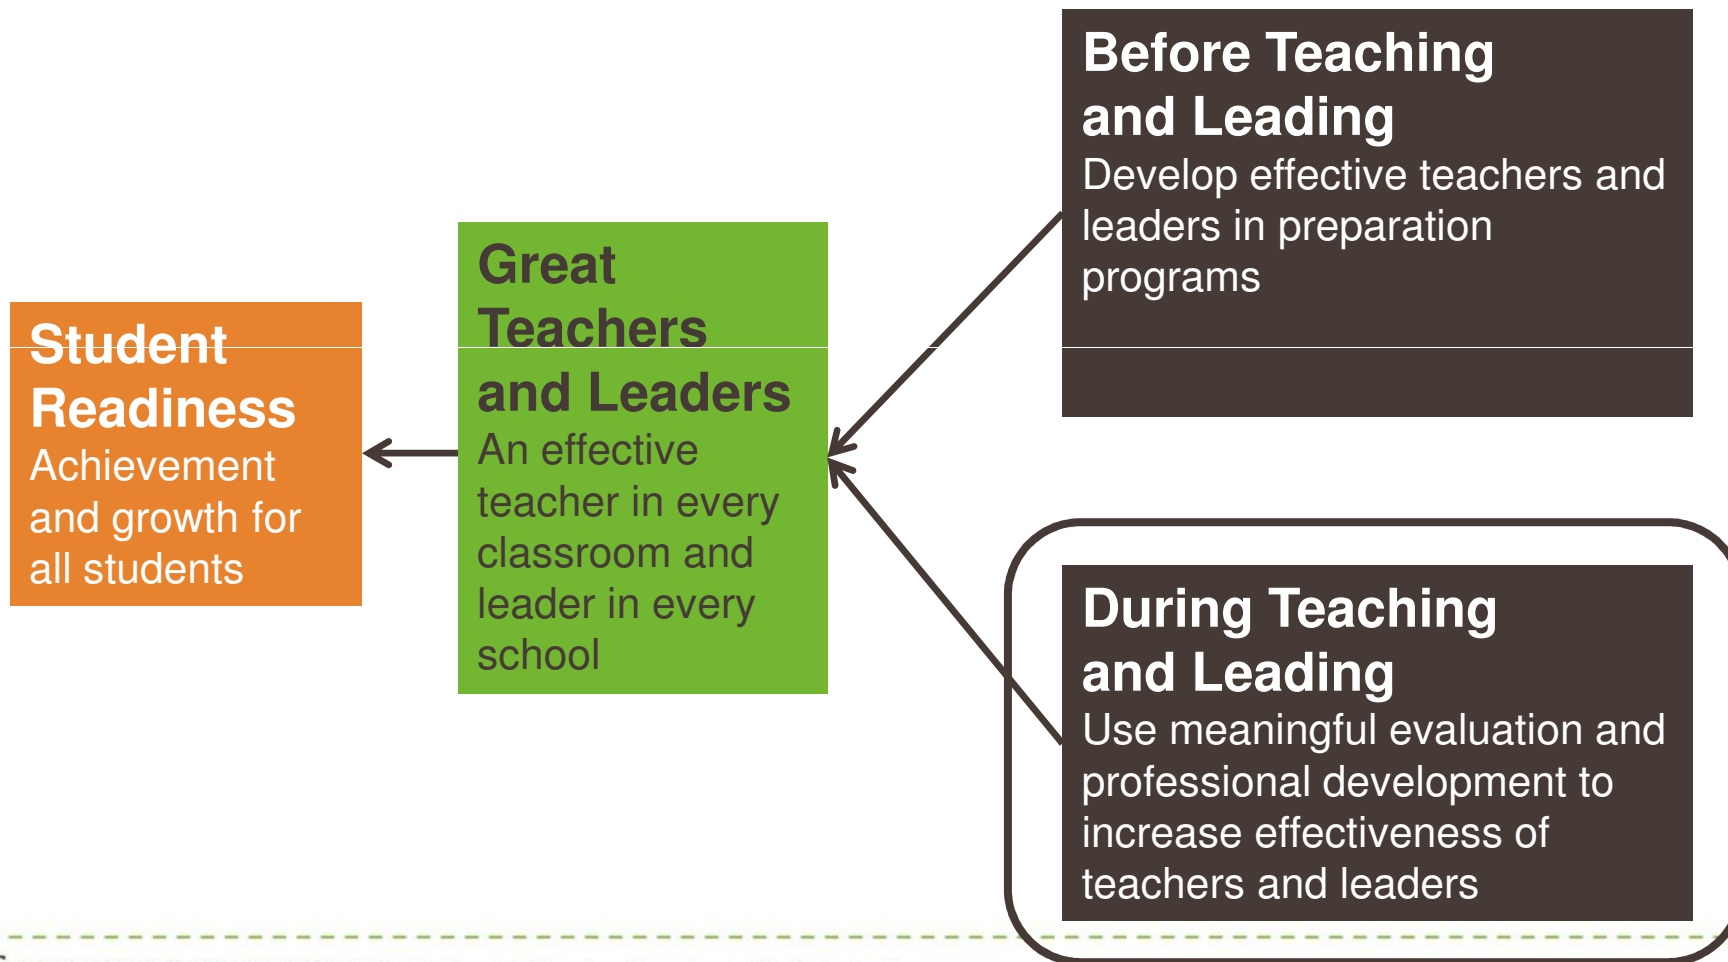 Student
Readiness
Achievement
and growth for
all students
Great
Teachers
and Leaders
An effective
teacher in every
classroom and
leader in every
school
Before Teaching
and Leading
Develop effective teachers and
leaders in preparation
programs
During Teaching
and Leading
Use meaningful evaluation and
professional development to
increase effectiveness of
teachers and leaders